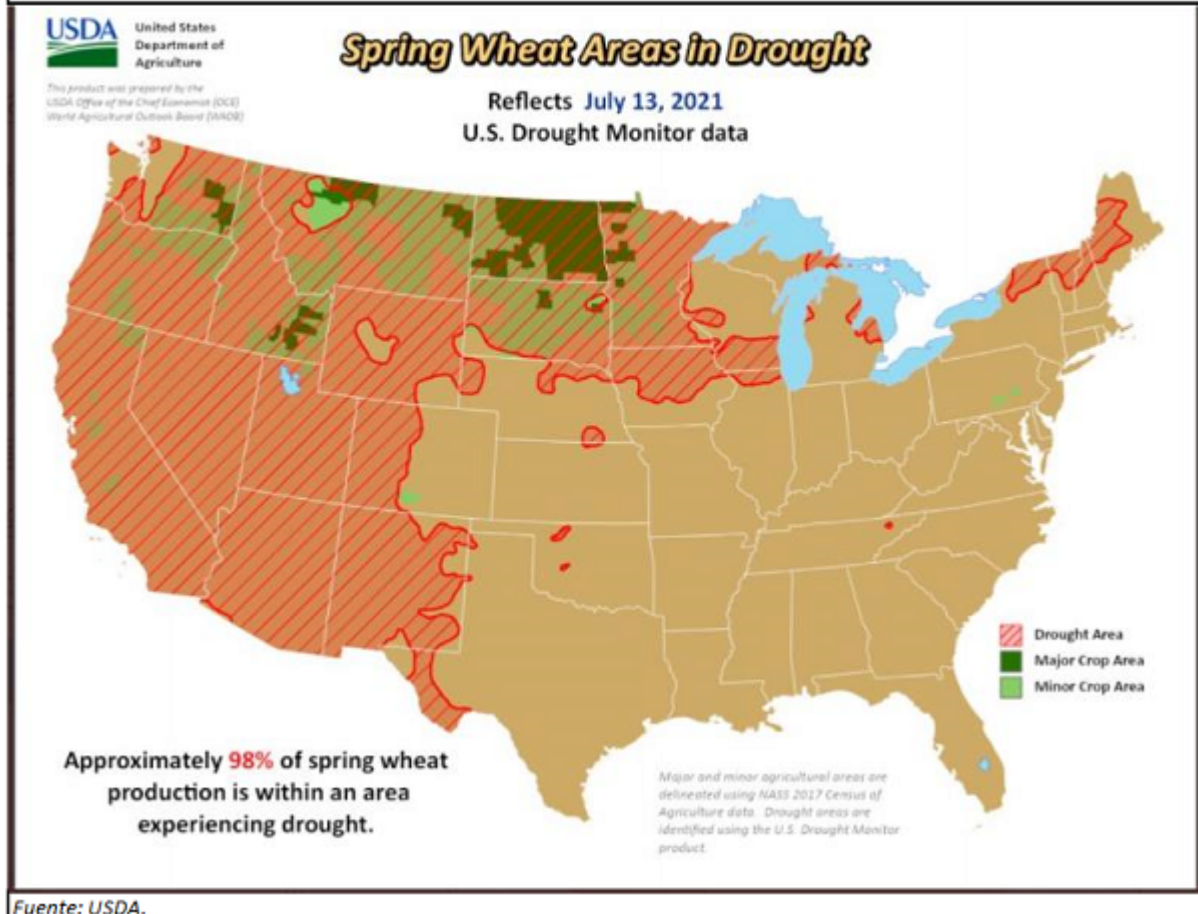 USDA
United States
Department of
Agriculture
This product was prepared by the
USDA Office of the Chief Economist (OCE)
World Agricultural Outlook Board (WAOB)
Spring Wheat Areas in Drought
Reflects July 13, 2021
U.S. Drought Monitor data
Drought Area
Major Crop Area
Minor Crop Area
Approximately 98% of spring wheat
production is within an area
experiencing drought.
Major and minor agricultural areas are
delineated using NASS 2017 Census of
Agriculture data. Drought areas are
identified using the U.S. Drought Monitor
product.
Fuente: USDA.